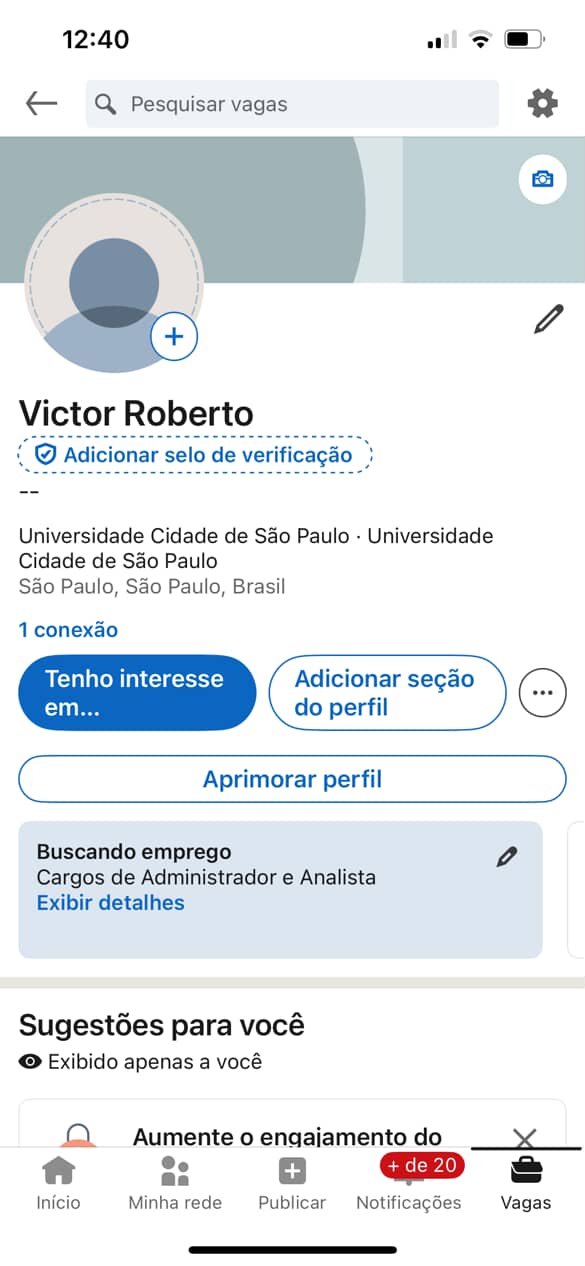 12:40
Pesquisar vagas
Victor Roberto
Adicionar selo de verificação
--
Universidade Cidade de São Paulo · Universidade
Cidade de São Paulo
São Paulo, São Paulo, Brasil
1 conexão
Tenho interesse
em...
Adicionar seção
do perfil
Aprimorar perfil
Buscando emprego
Cargos de Administrador e Analista
Exibir detalhes
Sugestões para você
Exibido apenas a você
Aumente o engajamento do
+ de 20
Início
Minha rede
Publicar
Notificações
Vagas